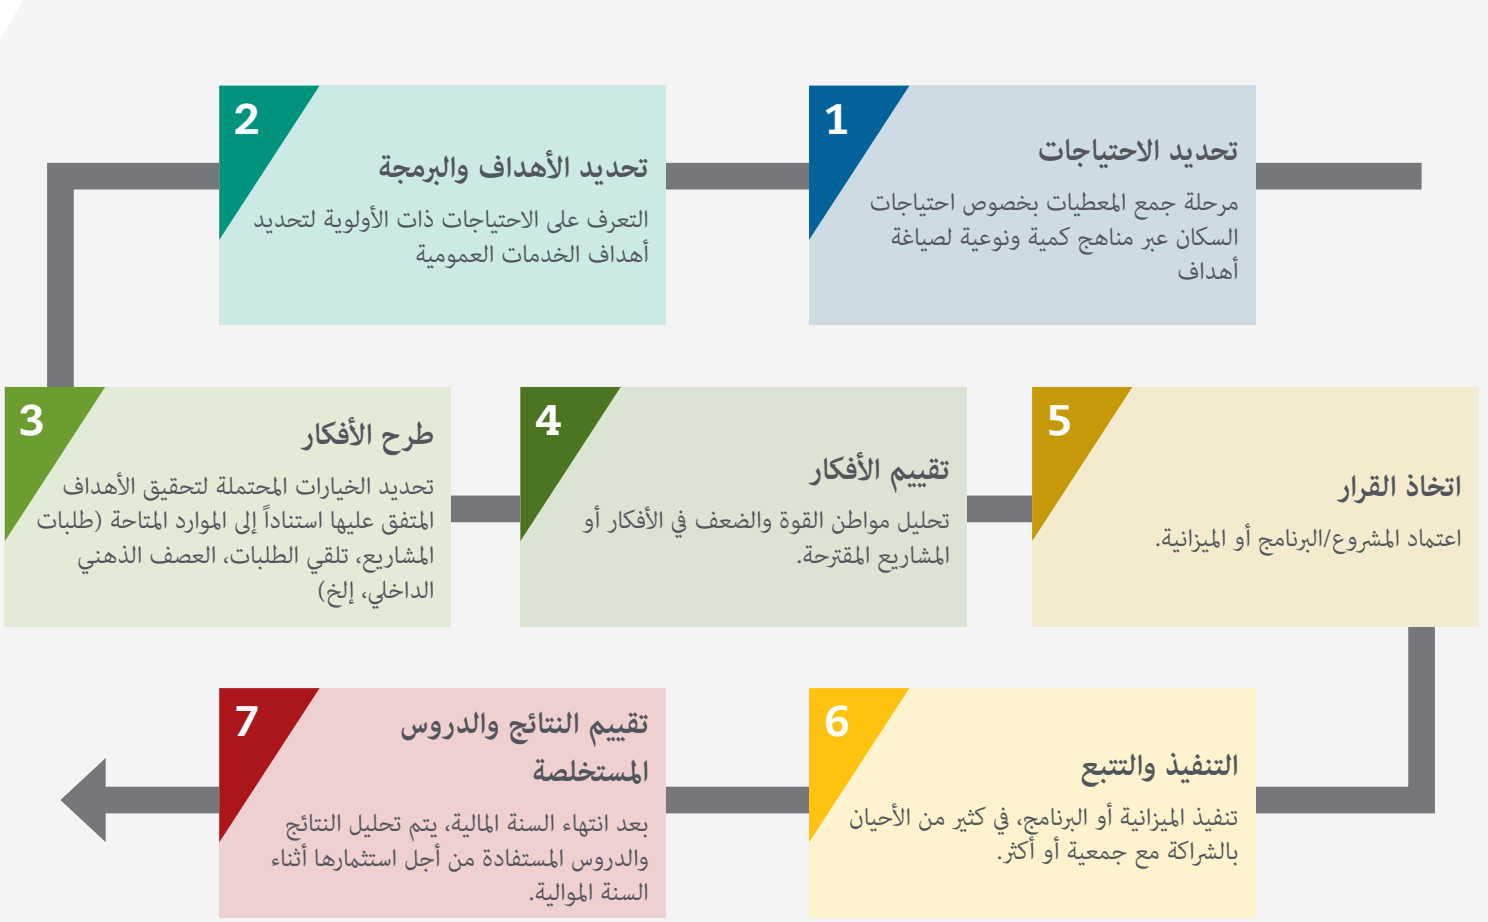 1
تحديد الاحتياجات
مرحلة جمع المعطيات بخصوص احتياجات
السكان عبر مناهج كمية ونوعية لصياغة
أهداف
2
تحديد الأهداف والبرمجة
التعرف على الاحتياجات ذات الأولوية لتحديد
أهداف الخدمات العمومية
3
طرح الأفكار
تحديد الخيارات المحتملة لتحقيق الأهداف
المتفق عليها استناداً إلى الموارد المتاحة (طلبات
المشاريع، تلقي الطلبات، العصف الذهني
الداخلي، إلخ)
4
تقييم الأفكار
تحليل مواطن القوة والضعف في الأفكار أو
المشاريع المقترحة.
5
اتخاذ القرار
اعتماد المشروع/البرنامج أو الميزانية.
6
التنفيذ والتتبع
تنفيذ الميزانية أو البرنامج، في كثير من الأحيان
بالشراكة مع جمعية أو أكثر.
7
تقييم النتائج والدروس
المستخلصة
بعد انتهاء السنة المالية، يتم تحليل النتائج
والدروس المستفادة من أجل استثمارها أثناء
السنة الموالية.